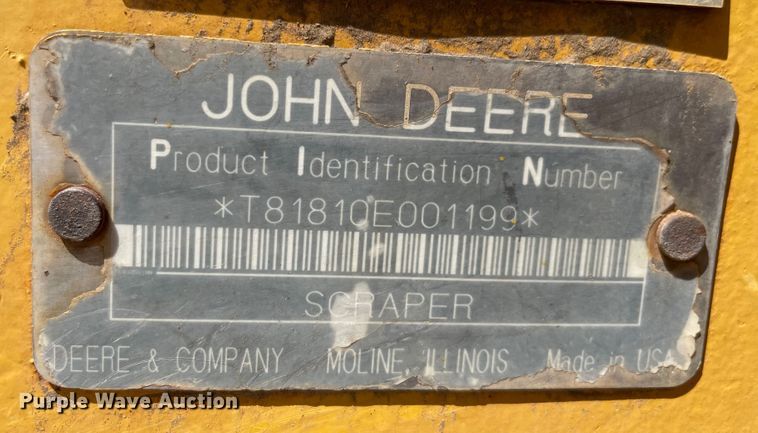 JOHN DEERE
Product Identification Number
*T81810E001199*
SCRAPER
DEERE & COMPANY MOLINE, ILLINOIS Made in USA
Purple Wave Auction